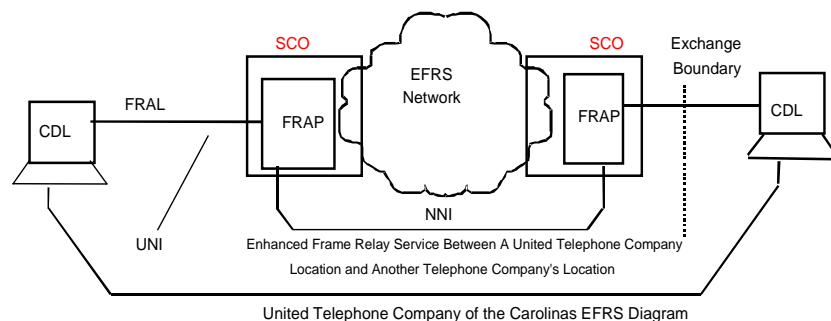 SCO
SCO
Exchange
Boundary
EFRS
Network
FRAL
CDL
FRAP
FRAP
CDL
UNI
NNI
Enhanced Frame Relay Service Between A United Telephone Company
Location and Another Telephone Company's Location
United Telephone Company of the Carolinas EFRS Diagram